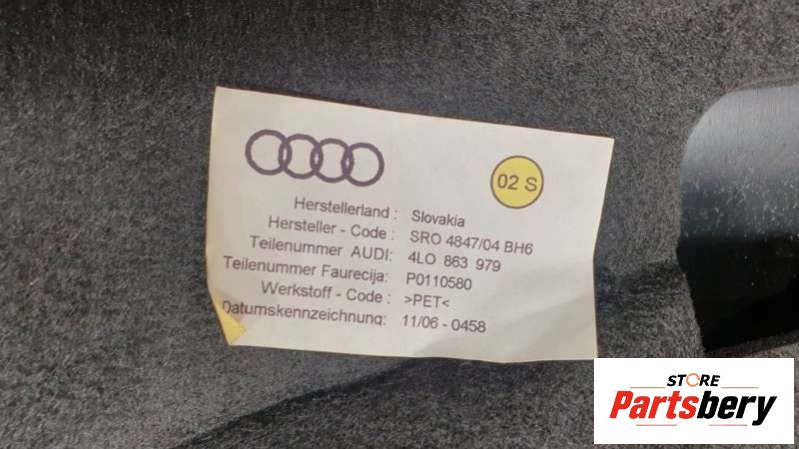 02 S
Herstellerland : Slovakia
Hersteller - Code : SRO 4847/04 BH6
Teilenummer AUDI: 4LO 863 979
Teilenummer Faurecija: P0110580
Werkstoff - Code : >PET<
Datumskennzeichnung: 11/06 - 0458
STORE
Partsbery